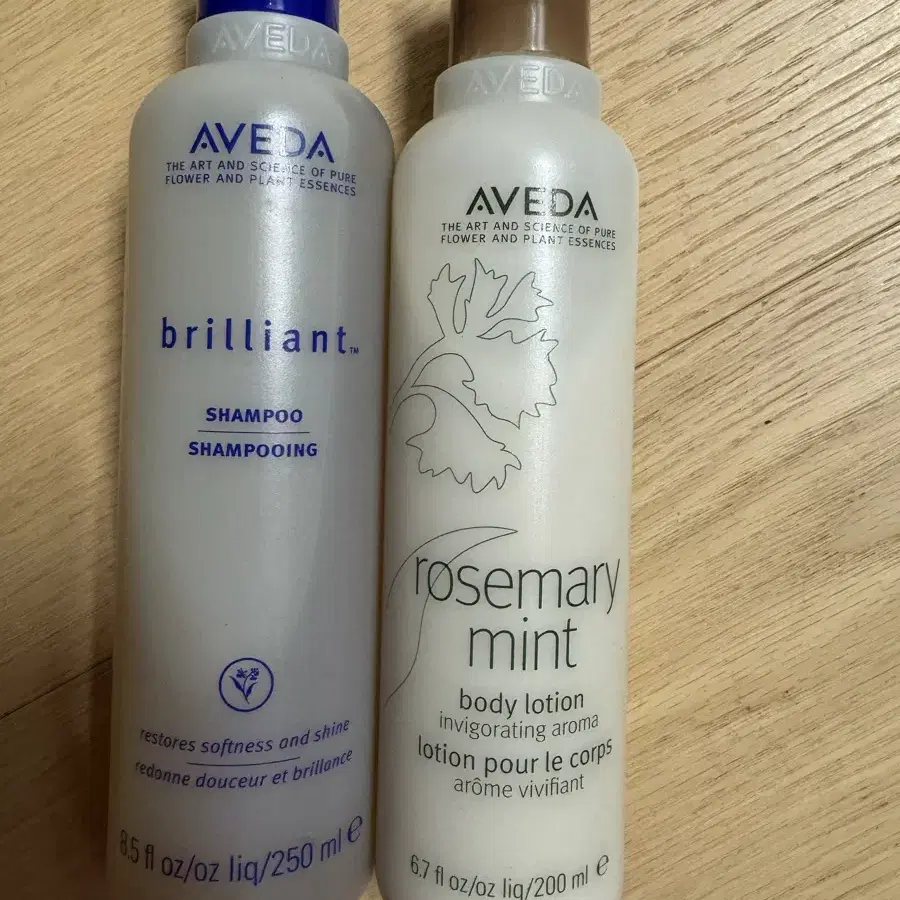 AVEDA
AVEDA
THE ART AND SCIENCE OF PURE
FLOWER AND PLANT ESSENCES
brilliant™
SHAMPOO
SHAMPOOING
restores softness and shine
redonne douceur et brillance
8.5 fl oz/oz liq/250 ml ℮
AVEDA
AVEDA
THE ART AND SCIENCE OF PURE
FLOWER AND PLANT ESSENCES
rosemary
mint
body lotion
invigorating aroma
lotion pour le corps
arôme vivifiant
6.7 fl oz/oz liq/200 ml ℮